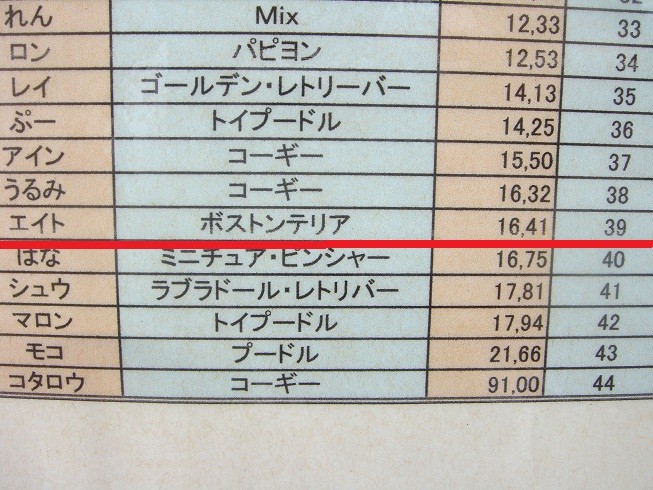 れん Mix 12,33 33
ロン パピヨン 12,53 34
レイ ゴールデン・レトリーバー 14,13 35
ぷー トイプードル 14,25 36
アイン コーギー 15,50 37
うるみ コーギー 16,32 38
エイト ボストンテリア 16,41 39
はな ミニチュア・ピンシャー 16,75 40
シュウ ラブラドール・レトリバー 17,81 41
マロン トイプードル 17,94 42
モコ プードル 21,66 43
コタロウ コーギー 91,00 44